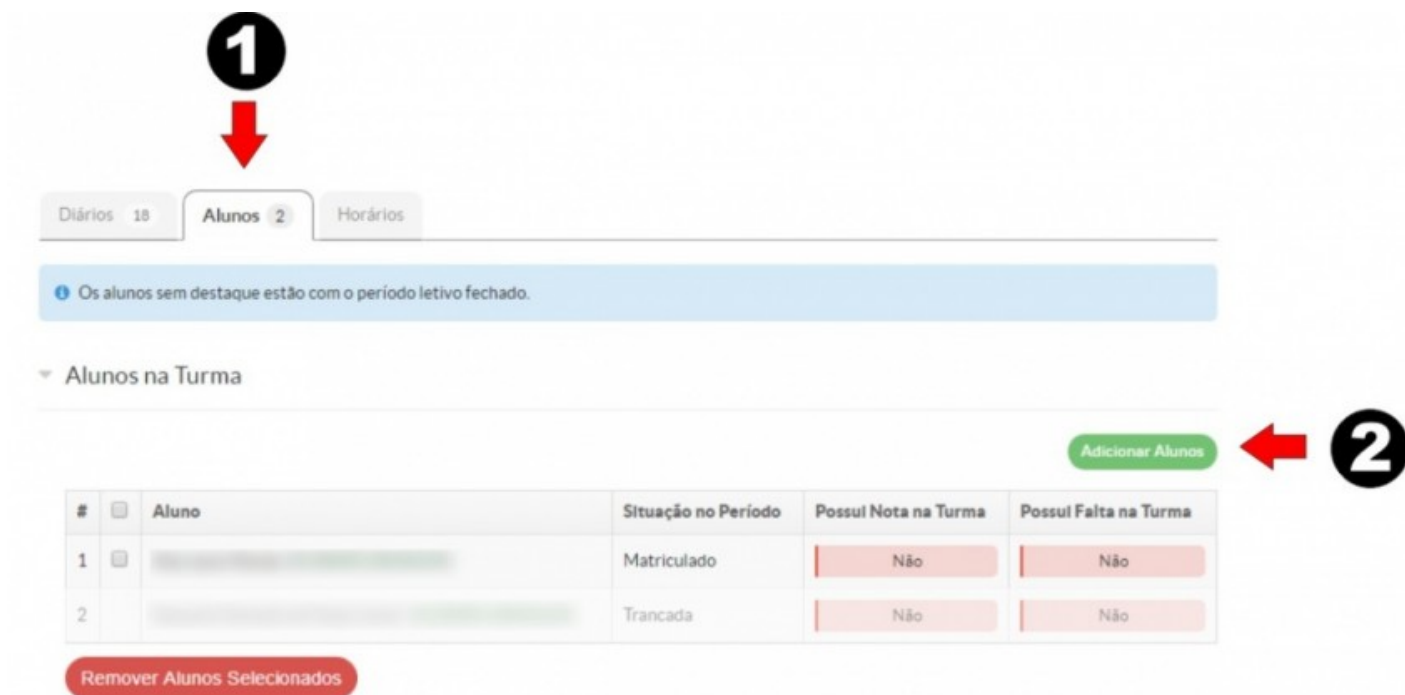 1
Diários 18 Alunos 2 Horários
Os alunos sem destaque estão com o período letivo fechado.
Alunos na Turma
Adicionar Alunos 2
# Aluno Situação no Período Possui Nota na Turma Possui Falta na Turma
1 Matriculado Não Não
2 Trancada Não Não
Remover Alunos Selecionados